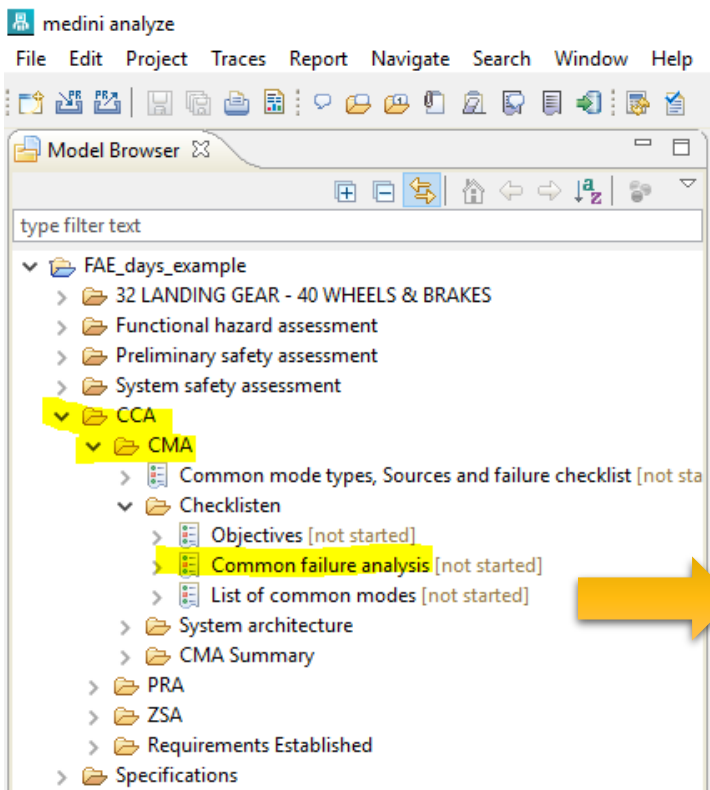 medini analyze
File Edit Project Traces Report Navigate Search Window Help
Model Browser
type filter text
FAE_days_example
32 LANDING GEAR - 40 WHEELS & BRAKES
Functional hazard assessment
Preliminary safety assessment
System safety assessment
CCA
CMA
Common mode types, Sources and failure checklist [not sta
Checklisten
Objectives [not started]
Common failure analysis [not started]
List of common modes [not started]
System architecture
CMA Summary
PRA
ZSA
Requirements Established
Specifications